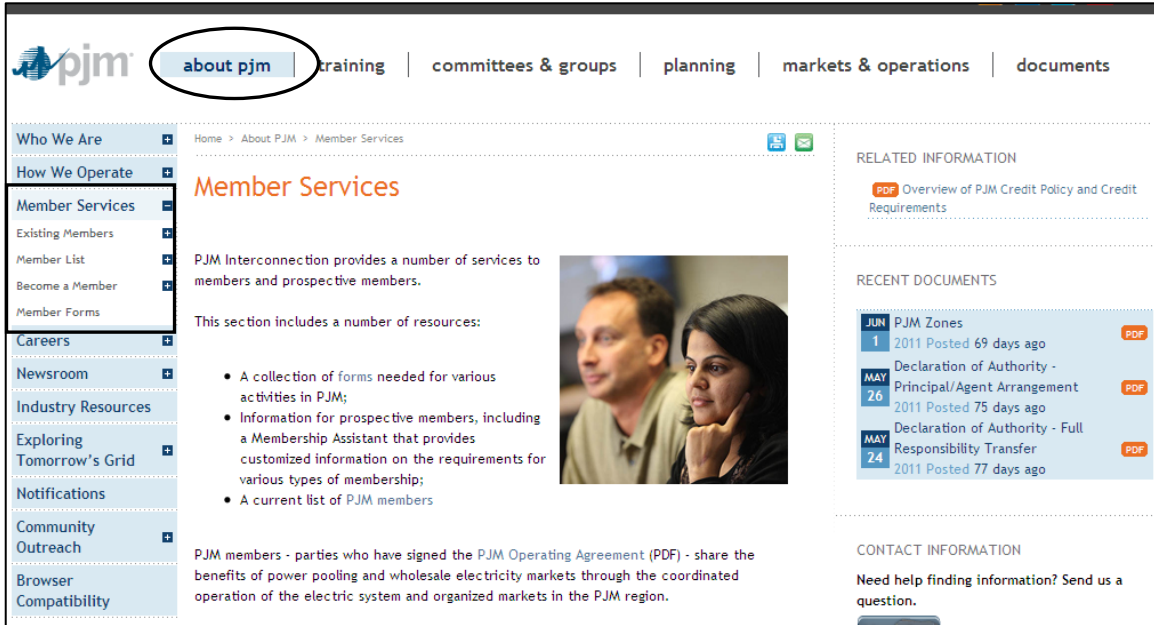 pjm
about pjm | training | committees & groups | planning | markets & operations | documents
Who We Are
How We Operate
Member Services
Existing Members
Member List
Become a Member
Member Forms
Careers
Newsroom
Industry Resources
Exploring
Tomorrow's Grid
Notifications
Community
Outreach
Browser
Compatibility
Home > About PJM > Member Services
Member Services
PJM Interconnection provides a number of services to
members and prospective members.
This section includes a number of resources:
• A collection of forms needed for various
activities in PJM;
• Information for prospective members, including
a Membership Assistant that provides
customized information on the requirements for
various types of membership;
• A current list of PJM members
PJM members - parties who have signed the PJM Operating Agreement (PDF) - share the
benefits of power pooling and wholesale electricity markets through the coordinated
operation of the electric system and organized markets in the PJM region.
RELATED INFORMATION
PDF Overview of PJM Credit Policy and Credit
Requirements
RECENT DOCUMENTS
JUN PJM Zones PDF
1 2011 Posted 69 days ago
Declaration of Authority -
MAY Principal/Agent Arrangement PDF
26 2011 Posted 75 days ago
Declaration of Authority - Full
MAY Responsibility Transfer PDF
24 2011 Posted 77 days ago
CONTACT INFORMATION
Need help finding information? Send us a
question.